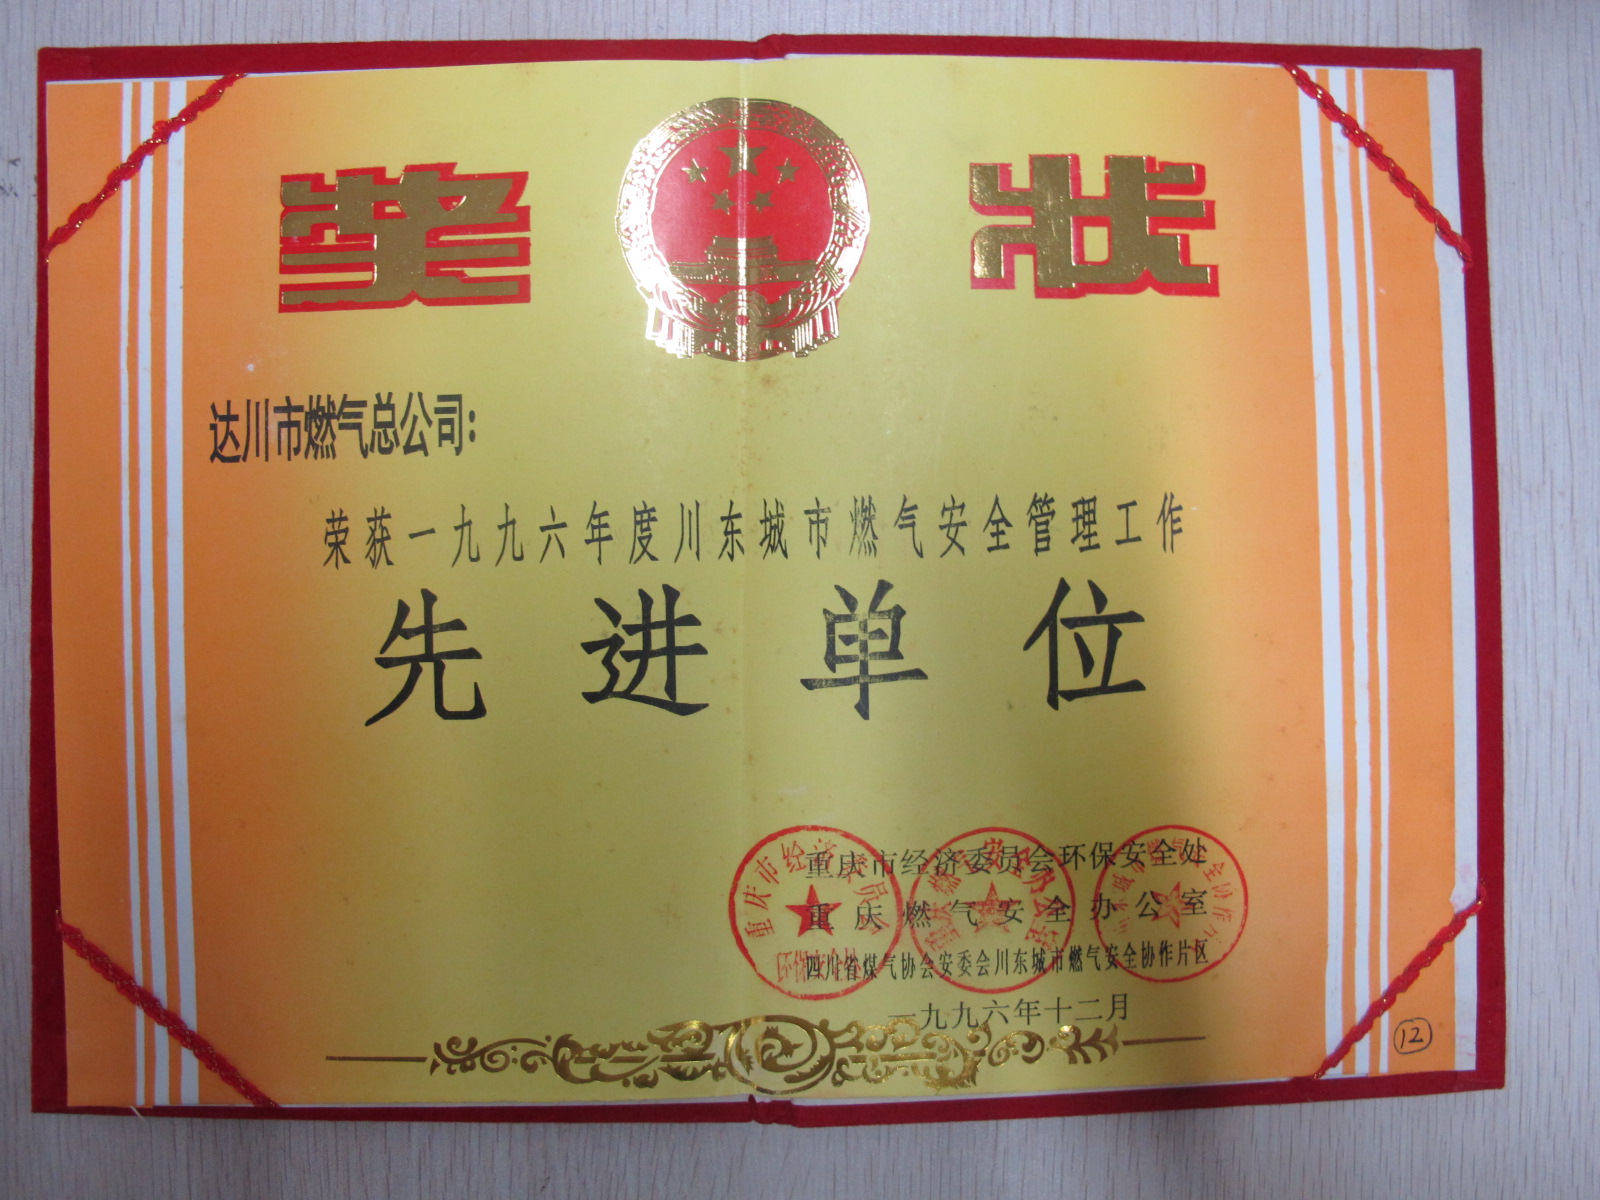 奖状
达川市燃气总公司:
荣获一九九六年度川东城市燃气安全管理工作
先进单位
重庆市经济委员会环保安全处
重庆燃气安全办公室
四川省煤气协会安委会川东城市燃气安全协作片区
一九九六年十二月
12